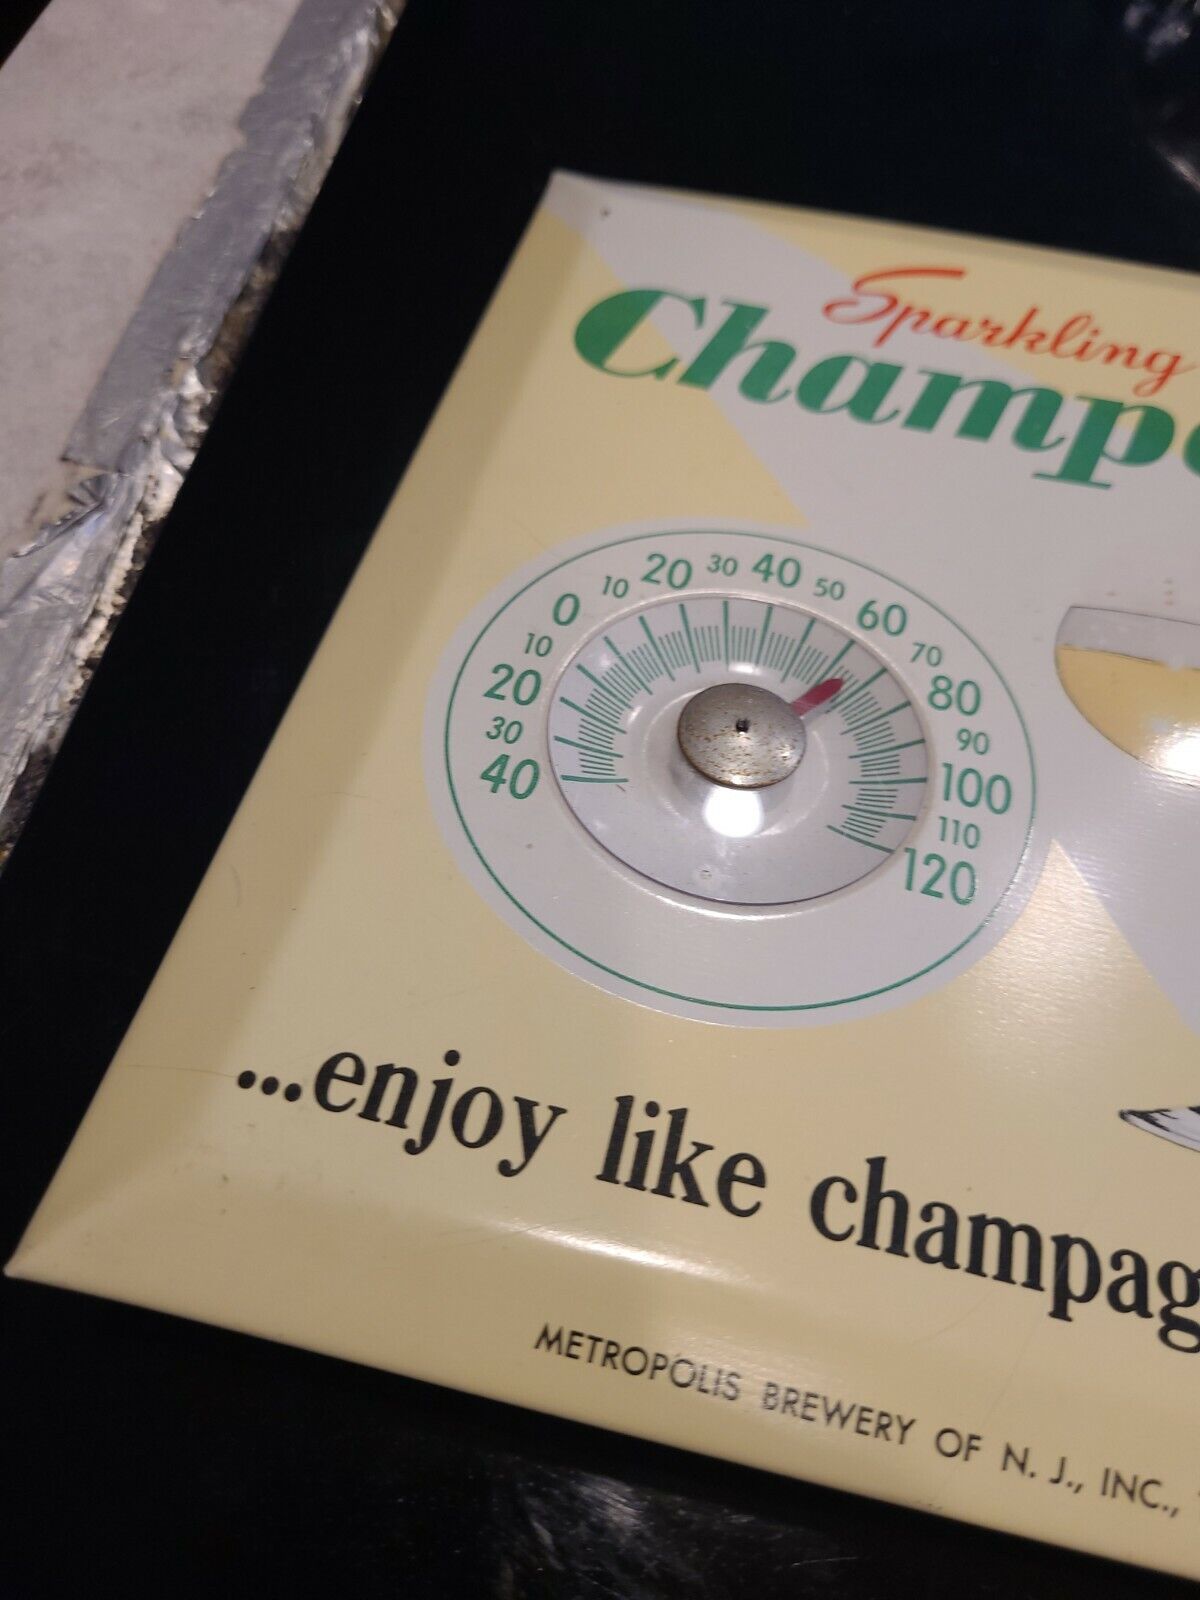 Sparkling
Champ
40 30 20 10 0 10 20 30 40 50 60 70 80 90 100 110 120
...enjoy like champag
METROPOLIS BREWERY OF N. J., INC.,